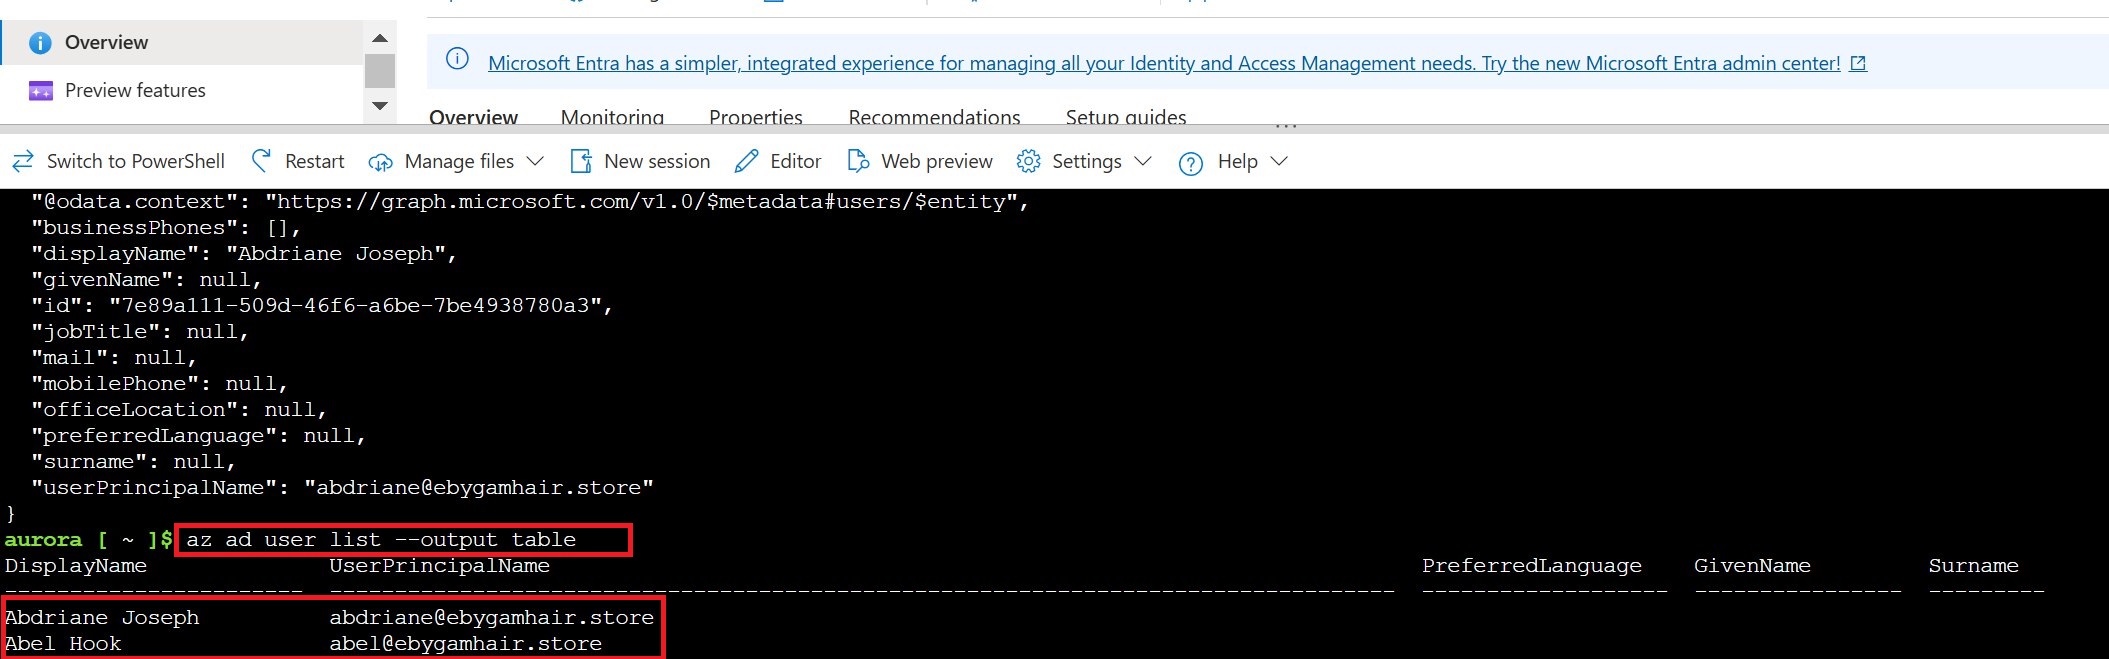 Overview
Preview features
Microsoft Entra has a simpler, integrated experience for managing all your Identity and Access Management needs. Try the new Microsoft Entra admin center!
Overview Monitoring Properties Recommendations Setup guides
Switch to PowerShell Restart Manage files New session Editor Web preview Settings Help
"@odata.context": "https://graph.microsoft.com/v1.0/$metadata#users/$entity",
"businessPhones": [],
"displayName": "Abdriane Joseph",
"givenName": null,
"id": "7e89a111-509d-46f6-a6be-7be4938780a3",
"jobTitle": null,
"mail": null,
"mobilePhone": null,
"officeLocation": null,
"preferredLanguage": null,
"surname": null,
"userPrincipalName": "abdriane@ebygamhair.store"
}
aurora [ ~ ]$ az ad user list --output table
DisplayName UserPrincipalName PreferredLanguage GivenName Surname
Abdriane Joseph abdriane@ebygamhair.store
Abel Hook abel@ebygamhair.store